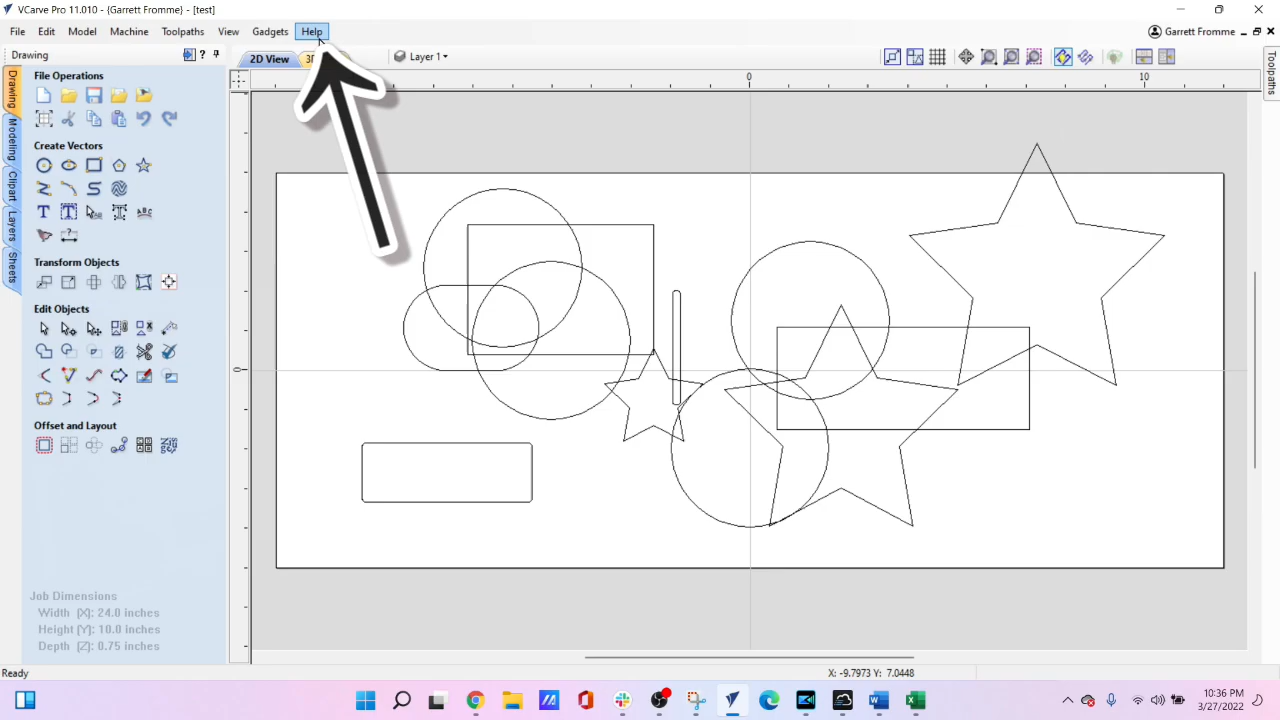 VCarve Pro 11.010 - {Garrett Fromme} - [test]
File Edit Model Machine Toolpaths View Gadgets Help
Garrett Fromme
Drawing
?
2D View
Layer 1
Drawing
Modeling
Clipart
Layers
Sheets
File Operations
Create Vectors
Transform Objects
Edit Objects
Offset and Layout
Job Dimensions
Width (X): 24.0 inches
Height (Y): 10.0 inches
Depth (Z): 0.75 inches
0
10
0
Toolpaths
Ready
X: -9.7973 Y: 7.0448
10:36 PM
3/27/2022